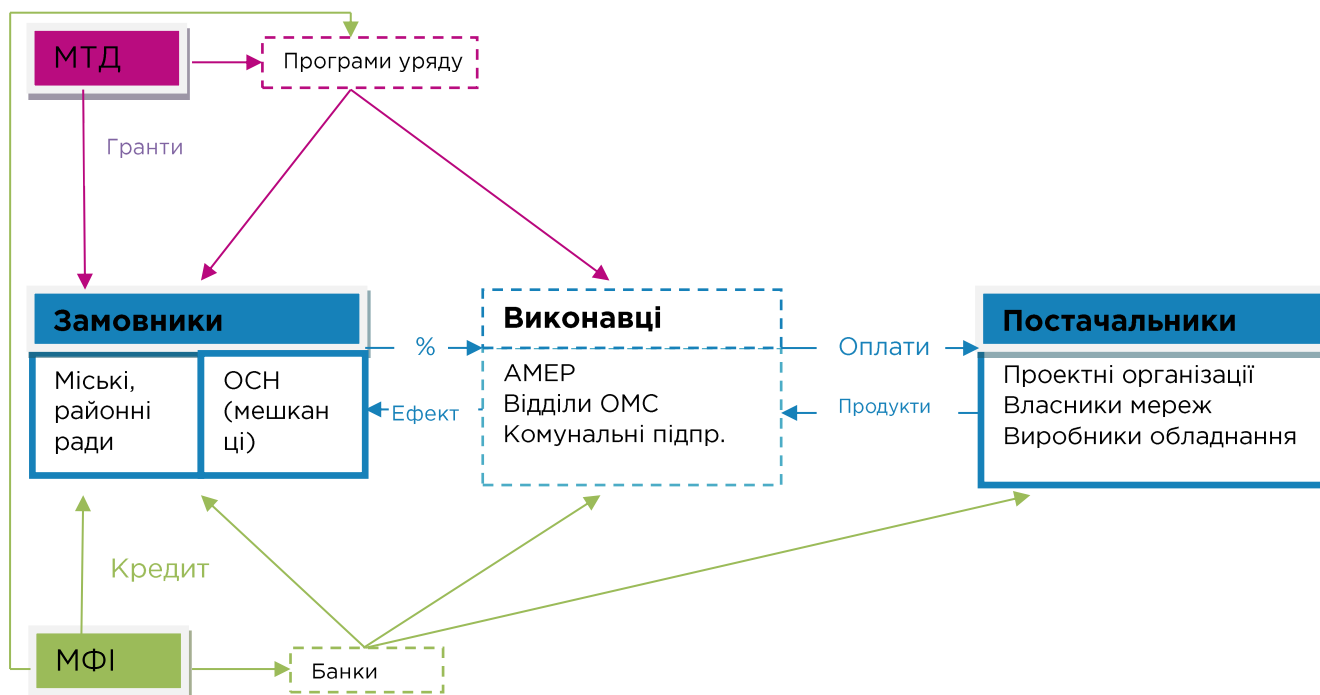 МТД
Програми уряду
Гранти
Замовники
Міські,
районні
ради
ОСН
(мешкан
ці)
%
Ефект
Виконавці
АМЕР
Відділи ОМС
Комунальні підпр.
Оплати
Продукти
Постачальники
Проектні організації
Власники мереж
Виробники обладнання
Кредит
МФІ
Банки